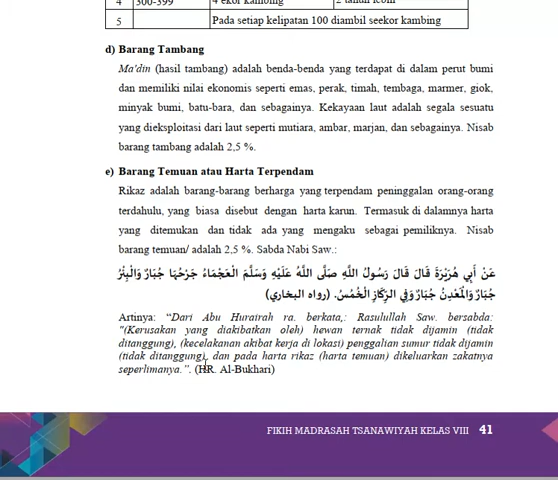 4 300-399 4 ekor kambing 2 tahun lebih
5 Pada setiap kelipatan 100 diambil seekor kambing
d) Barang Tambang
Ma'din (hasil tambang) adalah benda-benda yang terdapat di dalam perut bumi
dan memiliki nilai ekonomis seperti emas, perak, timah, tembaga, marmer, giok,
minyak bumi, batu-bara, dan sebagainya. Kekayaan laut adalah segala sesuatu
yang dieksploitasi dari laut seperti mutiara, ambar, marjan, dan sebagainya. Nisab
barang tambang adalah 2,5 %.
e) Barang Temuan atau Harta Terpendam
Rikaz adalah barang-barang berharga yang terpendam peninggalan orang-orang
terdahulu, yang biasa disebut dengan harta karun. Termasuk di dalamnya harta
yang ditemukan dan tidak ada yang mengaku sebagai pemiliknya. Nisab
barang temuan/ adalah 2,5 %. Sabda Nabi Saw.:
عَنْ أَبِي هُرَيْرَةَ قَالَ قَالَ رَسُولُ اللَّهِ صَلَّى اللَّهُ عَلَيْهِ وَسَلَّمَ الْعَجْمَاءُ جَرْحُهَا جُبَارٌ وَالْبِئْرُ
جُبَارٌ وَالْمَعْدِنُ جُبَارٌ وَفِي الرِّكَازِ الْخُمُسُ. (رواه البخاري)
Artinya: “Dari Abu Hurairah ra. berkata,: Rasulullah Saw. bersabda:
"(Kerusakan yang diakibatkan oleh) hewan ternak tidak dijamin (tidak
ditanggung), (kecelakanan akibat kerja di lokasi) penggalian sumur tidak dijamin
(tidak ditanggung), dan pada harta rikaz (harta temuan) dikeluarkan zakatnya
seperlimanya.”. (HR. Al-Bukhari)
FIKIH MADRASAH TSANAWIYAH KELAS VIII 41